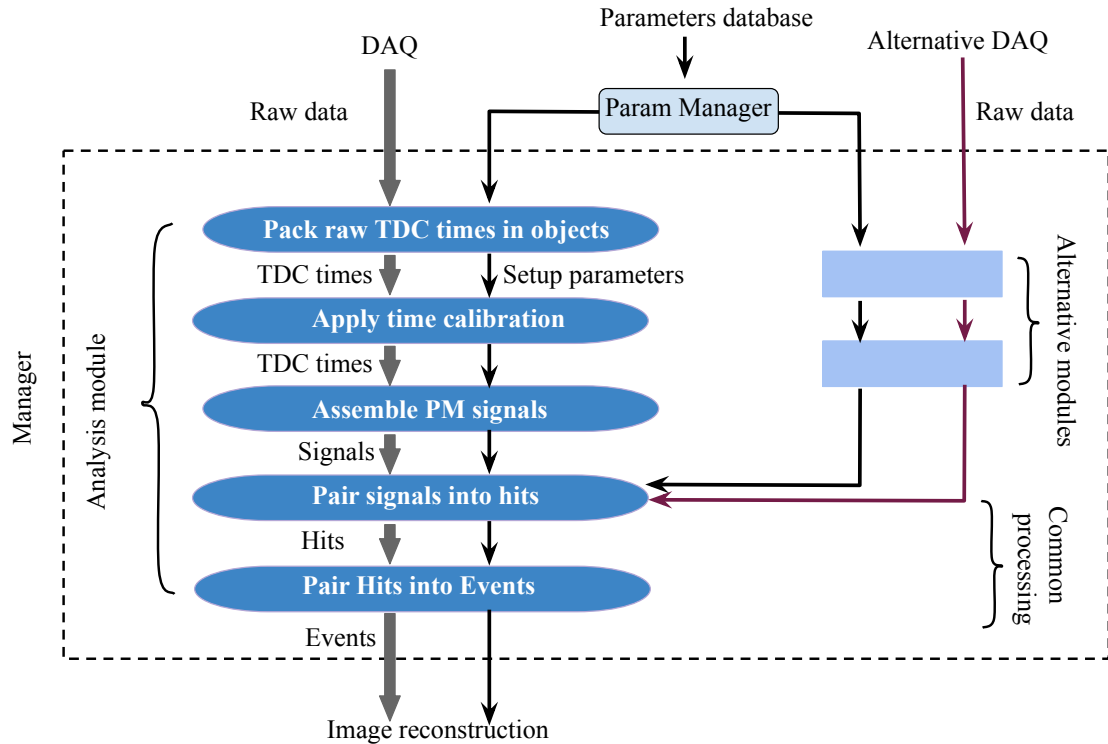 Parameters database
DAQ
Alternative DAQ
Param Manager
Raw data
Raw data
Pack raw TDC times in objects
TDC times
Setup parameters
Apply time calibration
TDC times
Assemble PM signals
Signals
Pair signals into hits
Hits
Pair Hits into Events
Events
Image reconstruction
Manager
Analysis module
Alternative
modules
Common
processing